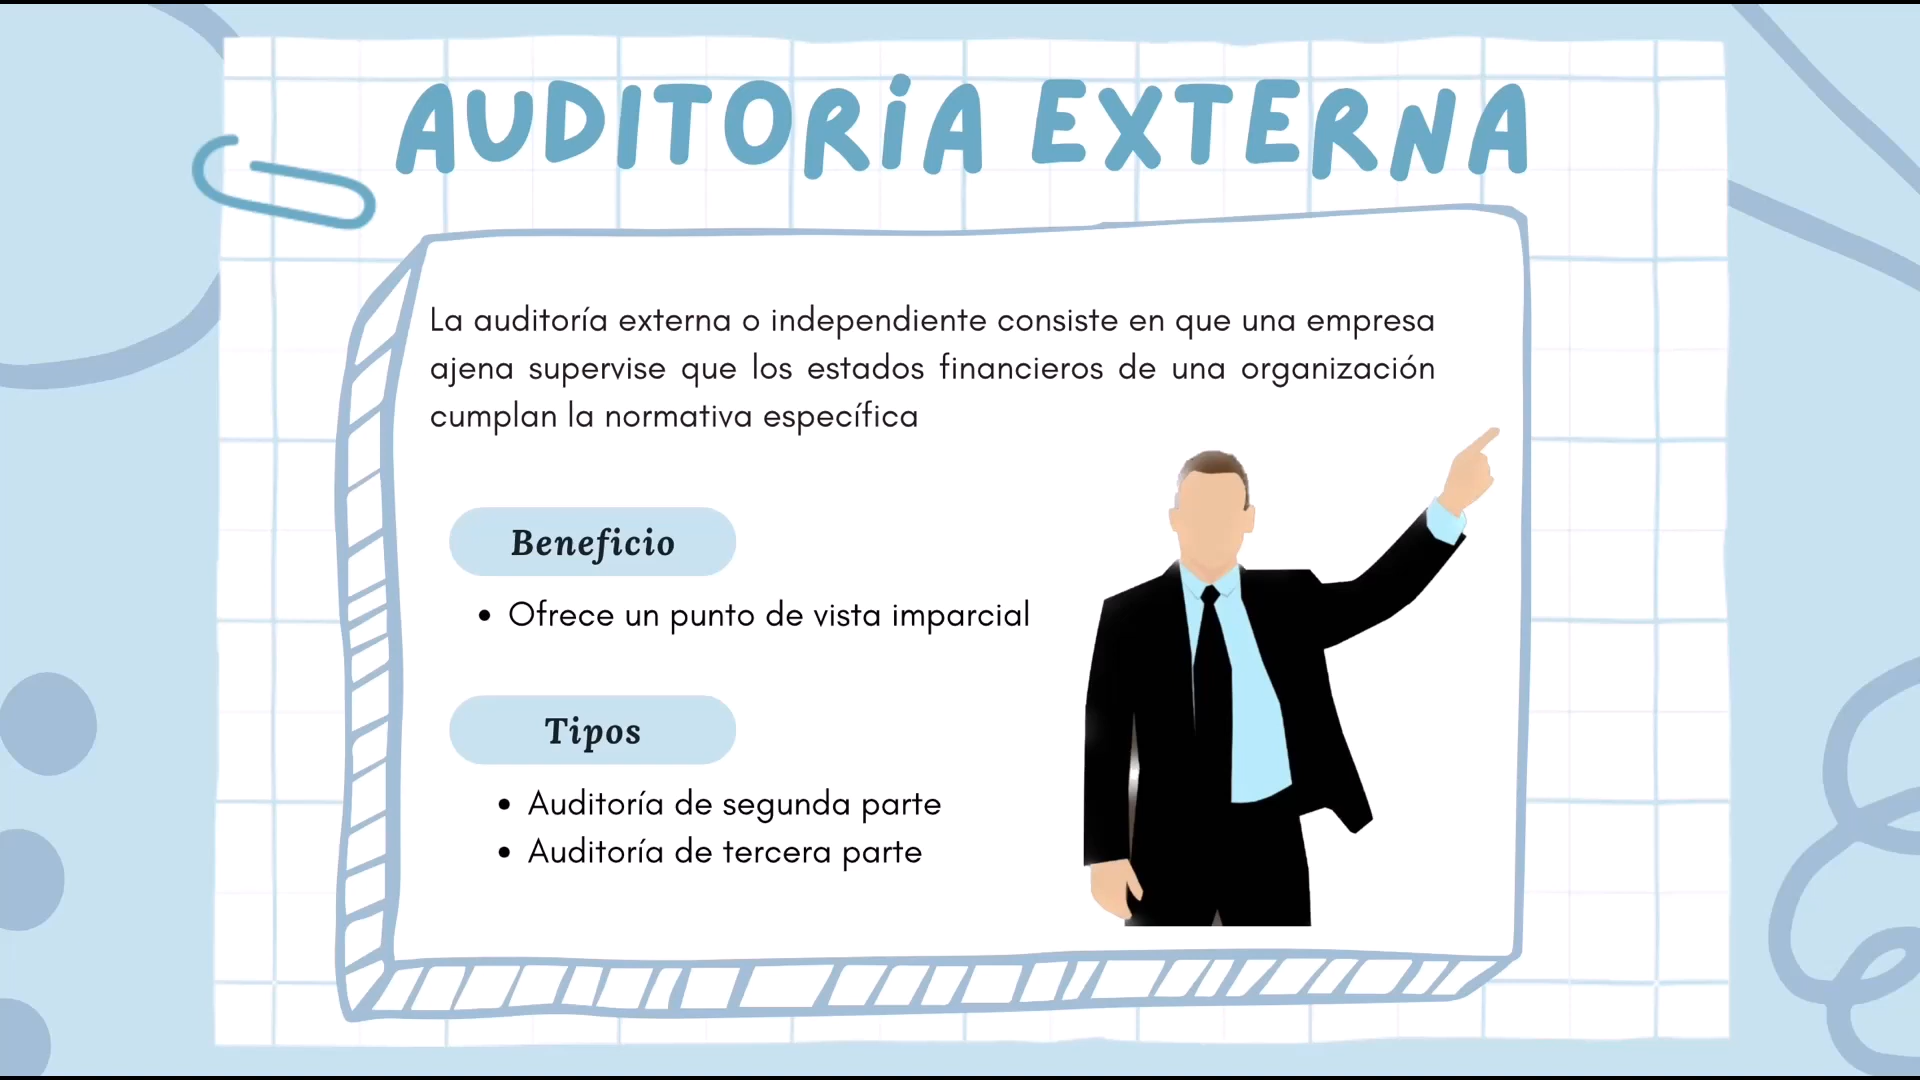 AUDITORÍA EXTERNA
La auditoría externa o independiente consiste en que una empresa
ajena supervise que los estados financieros de una organización
cumplan la normativa específica
Beneficio
• Ofrece un punto de vista imparcial
Tipos
• Auditoría de segunda parte
• Auditoría de tercera parte